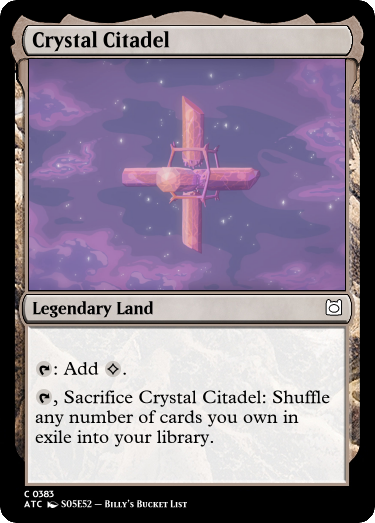 Crystal Citadel
Legendary Land
: Add .
, Sacrifice Crystal Citadel: Shuffle
any number of cards you own in
exile into your library.
C 0383
ATC S05E52 — Billy's Bucket List